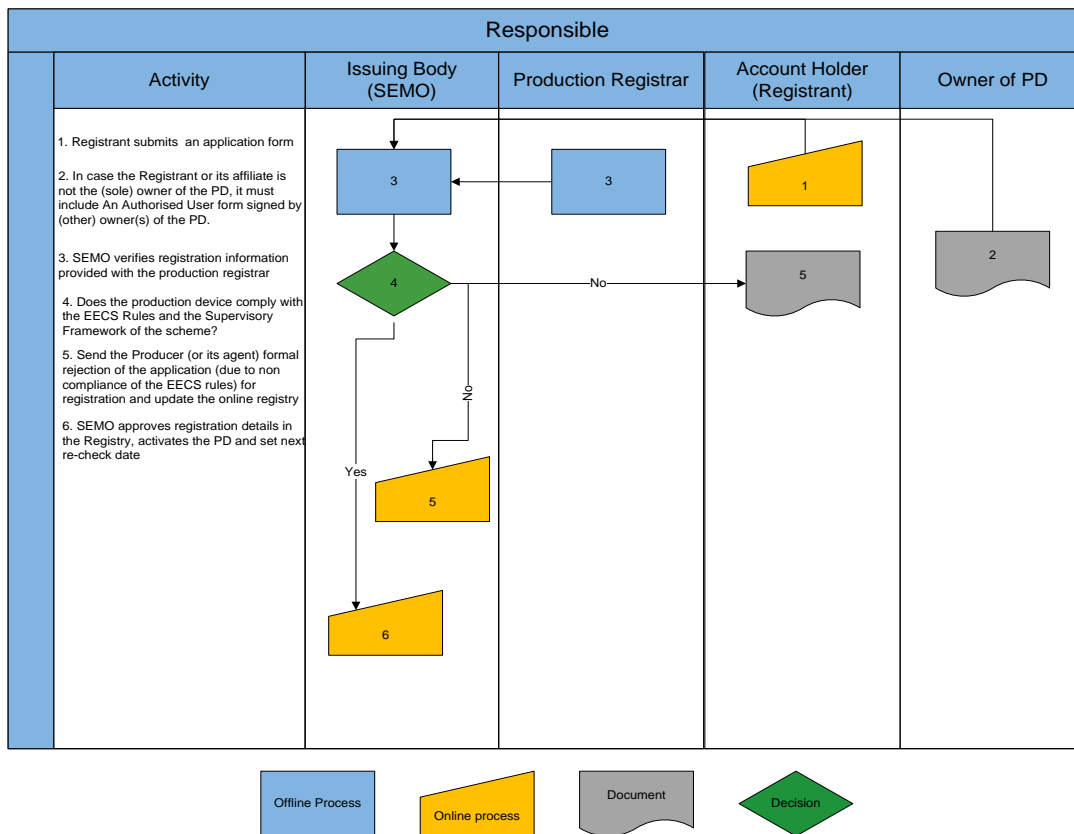 Responsible
Activity
Issuing Body
(SEMO)
Production Registrar
Account Holder
(Registrant)
Owner of PD
1. Registrant submits an application form
2. In case the Registrant or its affiliate is
not the (sole) owner of the PD, it must
include An Authorised User form signed by
(other) owner(s) of the PD.
3. SEMO verifies registration information
provided with the production registrar
4. Does the production device comply with
the EECS Rules and the Supervisory
Framework of the scheme?
5. Send the Producer (or its agent) formal
rejection of the application (due to non
compliance of the EECS rules) for
registration and update the online registry
6. SEMO approves registration details in
the Registry, activates the PD and set next
re-check date
3
3
1
2
4
No
5
No
Yes
5
6
Offline Process
Online process
Document
Decision